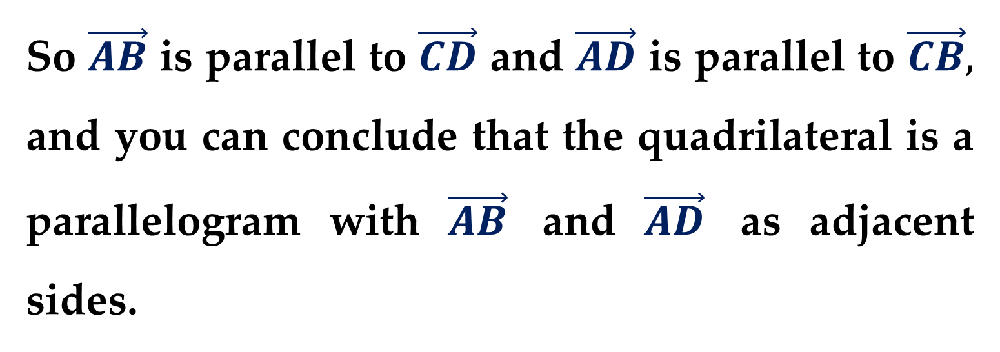 So $\overrightarrow{AB}$ is parallel to $\overrightarrow{CD}$ and $\overrightarrow{AD}$ is parallel to $\overrightarrow{CB}$,
and you can conclude that the quadrilateral is a
parallelogram with $\overrightarrow{AB}$ and $\overrightarrow{AD}$ as adjacent
sides.